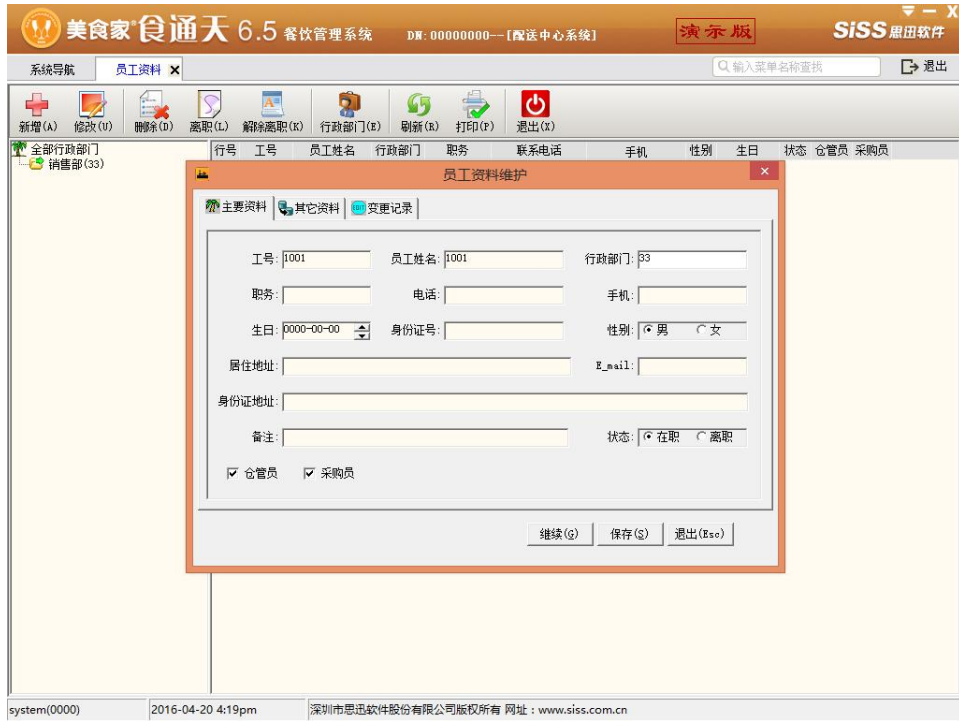 美食家®食通天 6.5 餐饮管理系统 DN:00000000--[配送中心系统] 演示版 SiSS 思迅软件
系统导航 员工资料 X 输入菜单名称查找 退出
新增(A) 修改(U) 删除(D) 离职(L) 解除离职(K) 行政部门(E) 刷新(R) 打印(P) 退出(X)
全部行政部门 行号 工号 员工姓名 行政部门 职务 联系电话 手机 性别 生日 状态 仓管员 采购员
销售部(33)
员工资料维护
主要资料 其它资料 变更记录
工号: 1001 员工姓名: 1001 行政部门: 33
职务: 电话: 手机:
生日: 0000-00-00 身份证号: 性别: 男 女
居住地址: E_mail:
身份证地址:
备注: 状态: 在职 离职
仓管员 采购员
继续(G) 保存(S) 退出(Esc)
system(0000) 2016-04-20 4:19pm 深圳市思迅软件股份有限公司版权所有 网址：www.siss.com.cn